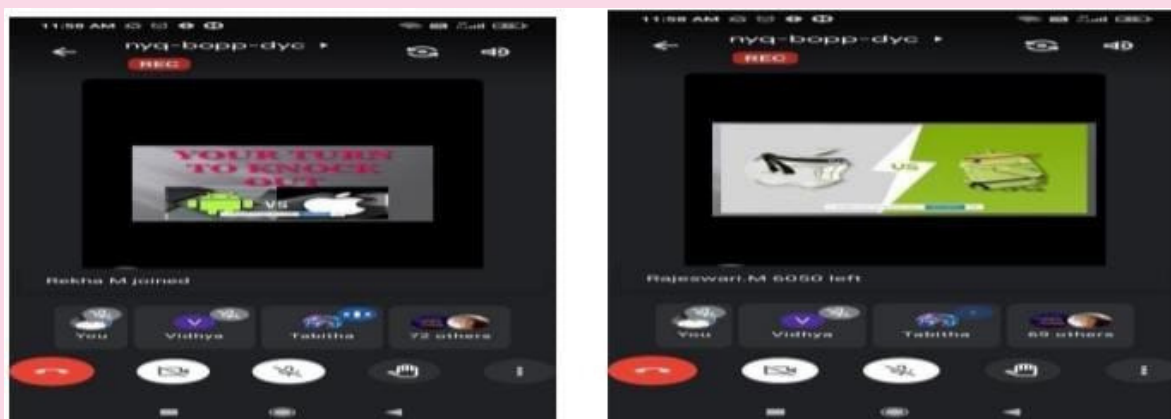 11:58 AM
nyq-bopp-dyc
REC
YOUR TURN
TO KNOCK
OUT
VS
Rekha M joined
You
V
Vidhya
Tabitha
72 others
11:58 AM
nyq-bopp-dyc
REC
VS
Rajeswari.M 6050 left
You
V
Vidhya
Tabitha
69 others